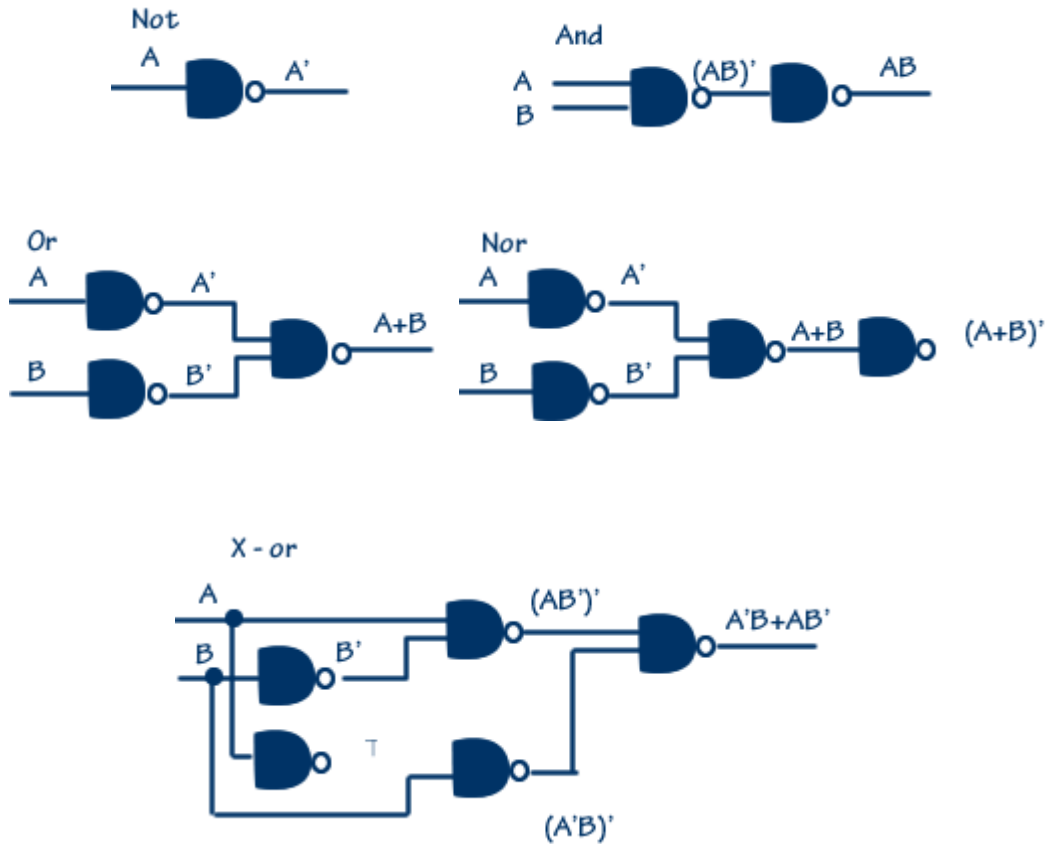 Not
A
A'
And
A
B
(AB)'
AB
Or
A
A'
B
B'
A+B
Nor
A
A'
B
B'
A+B
(A+B)'
X - or
A
B
B'
(AB')'
A'B+AB'
T
(A'B)'